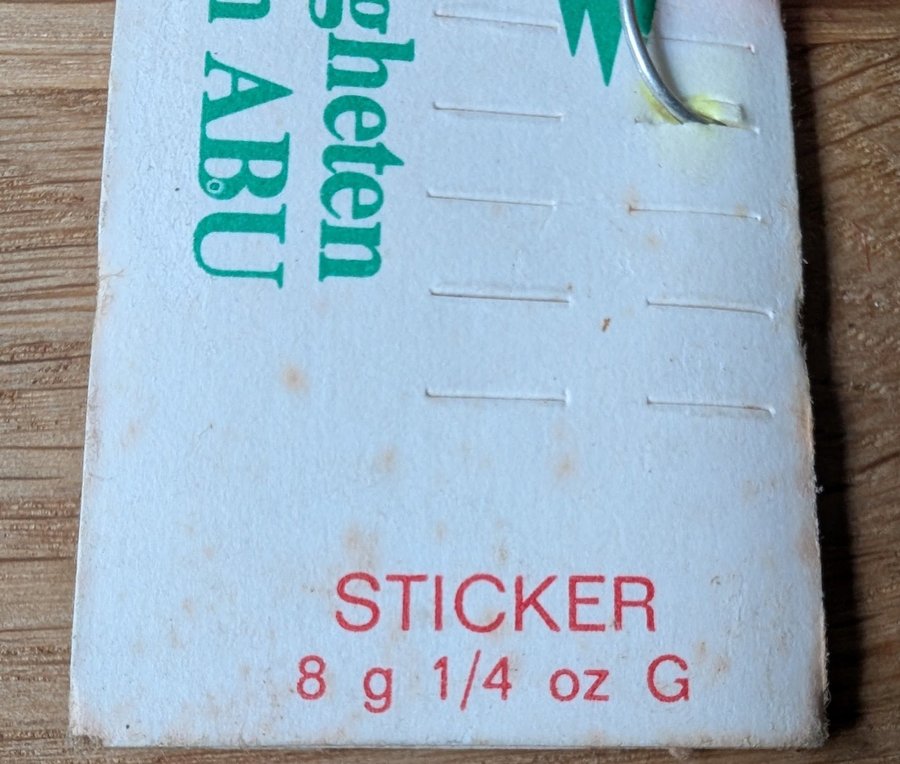 gheten
n ABU
STICKER
8 g 1/4 oz G